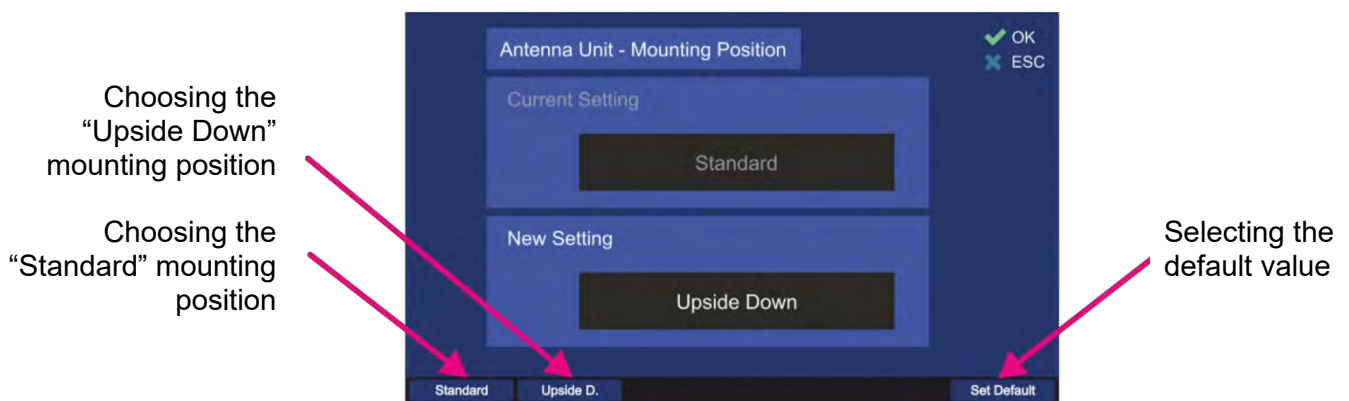 Choosing the
“Upside Down”
mounting position
Choosing the
“Standard” mounting
position
Antenna Unit - Mounting Position
OK
ESC
Current Setting
Standard
New Setting
Upside Down
Standard
Upside D.
Set Default
Selecting the
default value